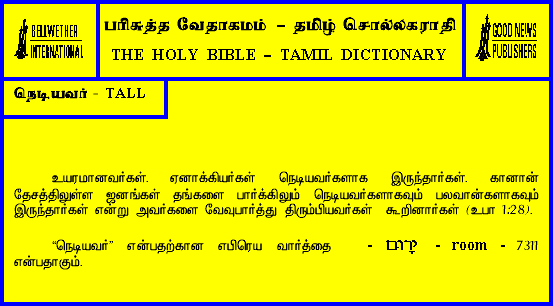 BELLWETHER
INTERNATIONAL
பரிசுத்த வேதாகமம் – தமிழ் சொல்லகராதி
THE HOLY BIBLE – TAMIL DICTIONARY
GOOD NEWS
PUBLISHERS
நெடியவர் - TALL
உயரமானவர்கள். ஏனாக்கியர்கள் நெடியவர்களாக இருந்தார்கள். கானான்
தேசத்திலுள்ள ஜனங்கள் தங்களை பார்க்கிலும் நெடியவர்களாகவும் பலவான்களாகவும்
இருந்தார்கள் என்று அவர்களை வேவுபார்த்து திரும்பியவர்கள் கூறினார்கள் (உபா 1:28).
“நெடியவர்” என்பதற்கான எபிரெய வார்த்தை - רום - room - 7311
என்பதாகும்.